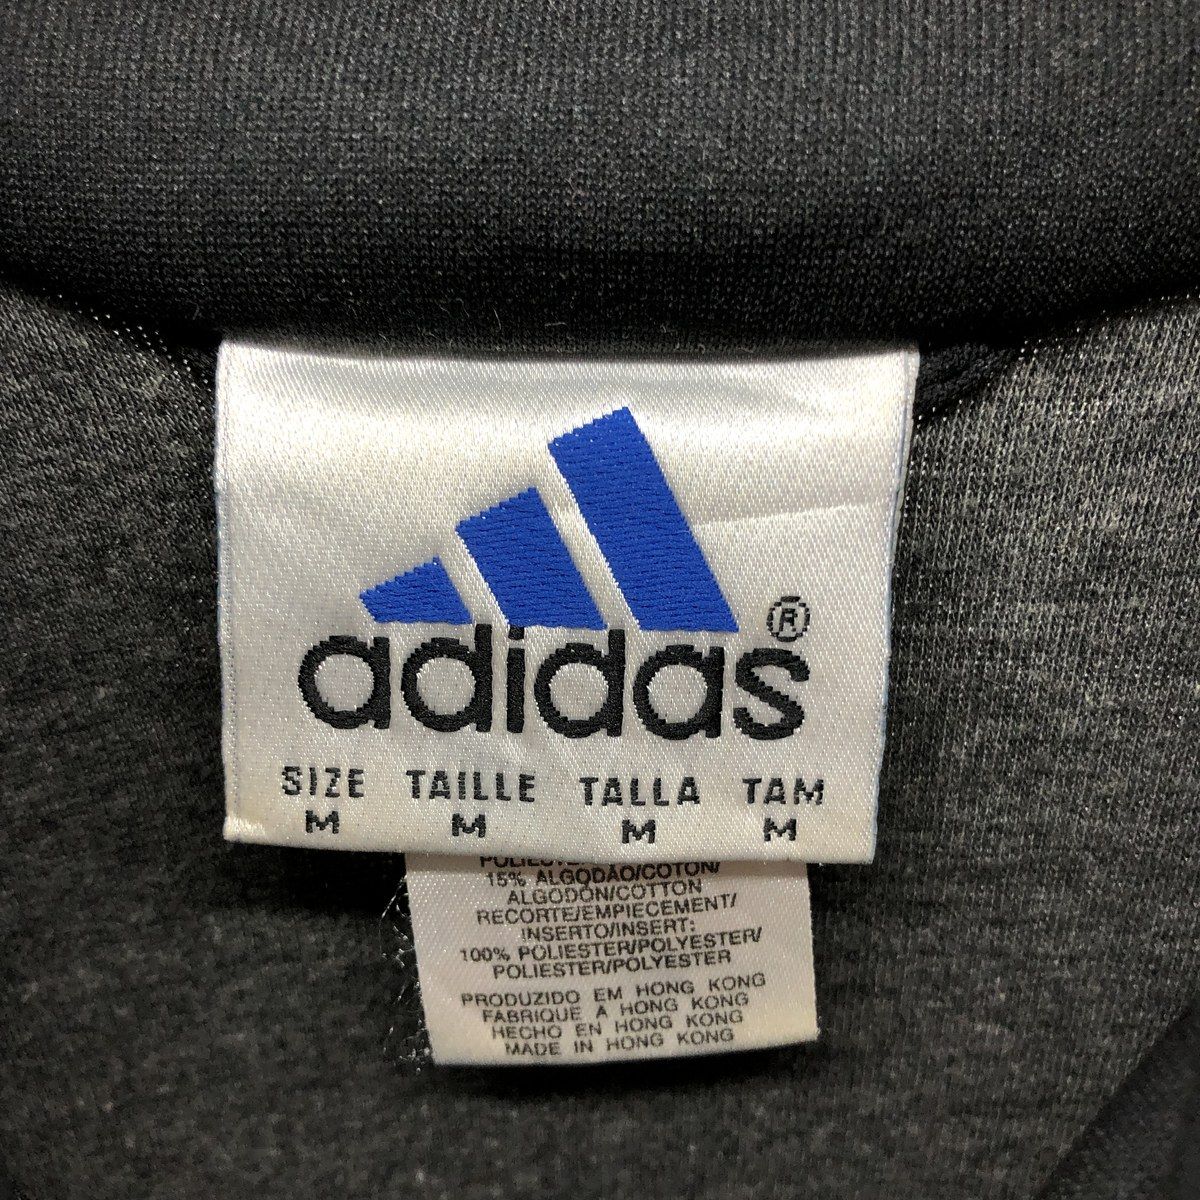 adidas ®
SIZE TAILLE TALLA TAM
M M M M
15% ALGODÃO/COTON/
ALGODÓN/COTTON
RECORTE/EMPIECEMENT/
INSERTO/INSERT:
100% POLIESTER/POLYESTER/
POLIESTER/POLYESTER
PRODUZIDO EM HONG KONG
FABRIQUE A HONG KONG
HECHO EN HONG KONG
MADE IN HONG KONG